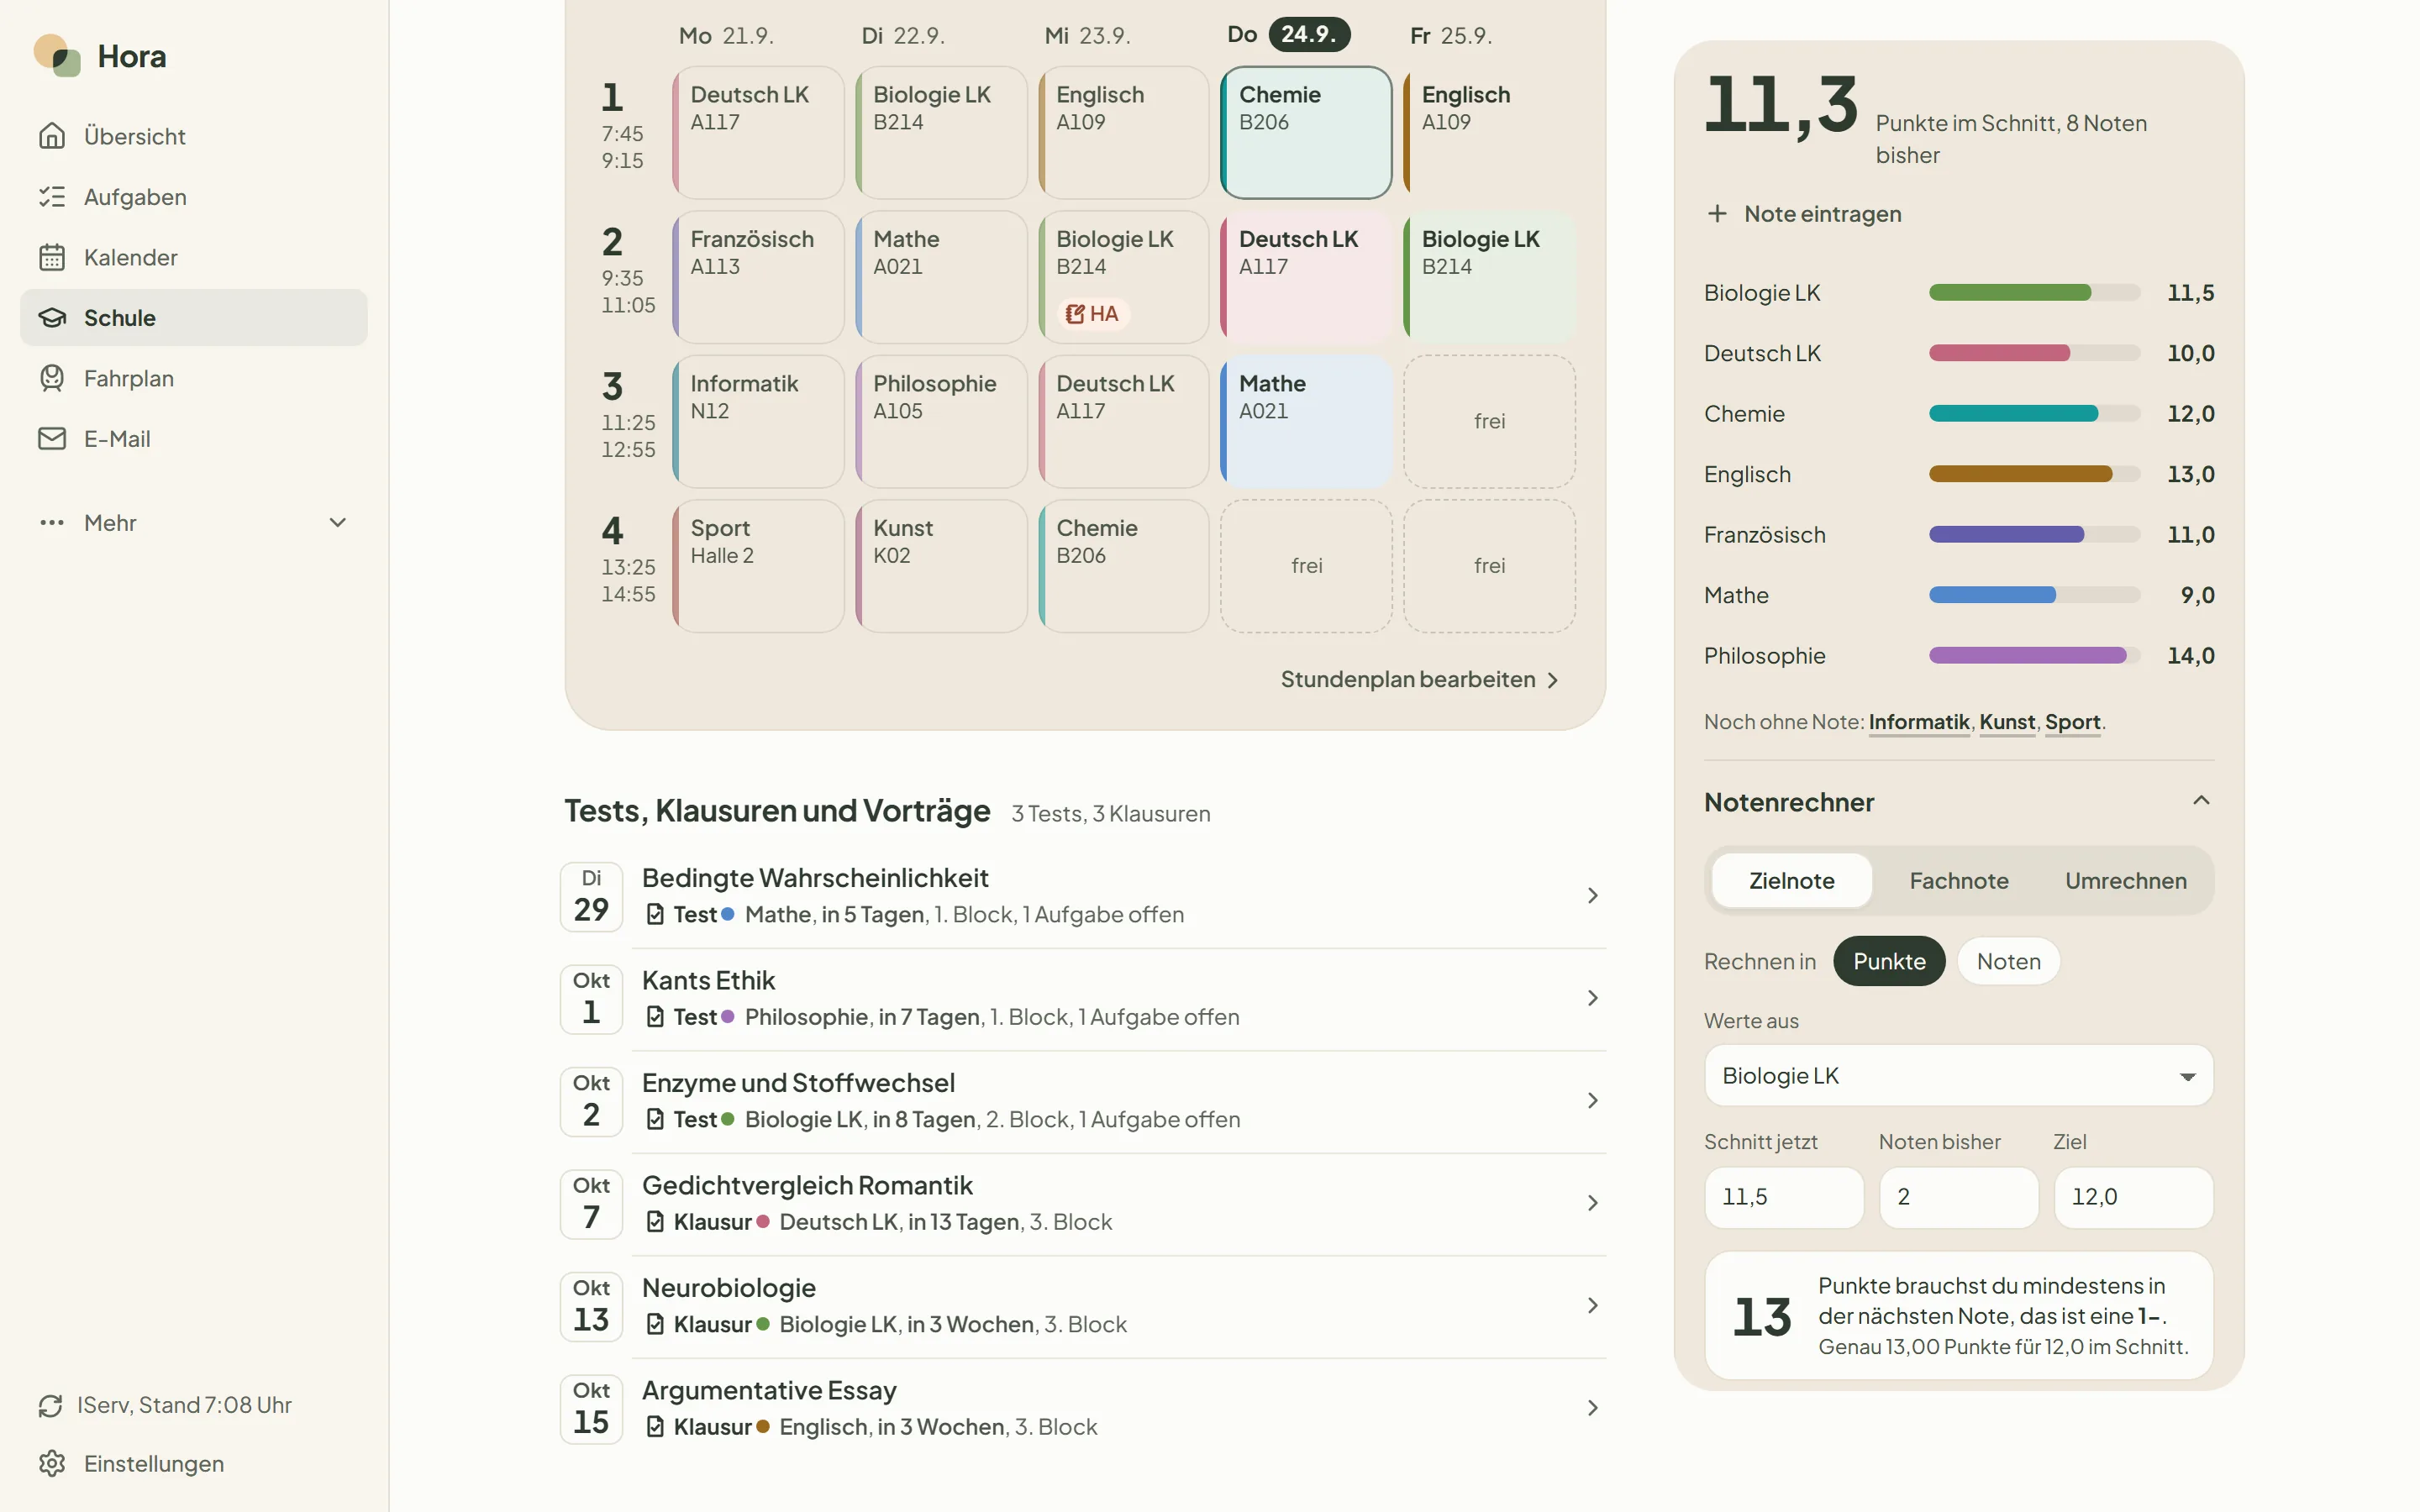 Hora
Übersicht
Aufgaben
Kalender
Schule
Fahrplan
E-Mail
Mehr
IServ, Stand 7:08 Uhr
Einstellungen
Mo 21.9. Di 22.9. Mi 23.9. Do 24.9. Fr 25.9.
1
7:45
9:15
Deutsch LK
A117
Biologie LK
B214
Englisch
A109
Chemie
B206
Englisch
A109
2
9:35
11:05
Französisch
A113
Mathe
A021
Biologie LK
B214
HA
Deutsch LK
A117
Biologie LK
B214
3
11:25
12:55
Informatik
N12
Philosophie
A105
Deutsch LK
A117
Mathe
A021
frei
4
13:25
14:55
Sport
Halle 2
Kunst
K02
Chemie
B206
frei
frei
Stundenplan bearbeiten
Tests, Klausuren und Vorträge 3 Tests, 3 Klausuren
Di
29
Bedingte Wahrscheinlichkeit
Test Mathe, in 5 Tagen, 1. Block, 1 Aufgabe offen
Okt
1
Kants Ethik
Test Philosophie, in 7 Tagen, 1. Block, 1 Aufgabe offen
Okt
2
Enzyme und Stoffwechsel
Test Biologie LK, in 8 Tagen, 2. Block, 1 Aufgabe offen
Okt
7
Gedichtvergleich Romantik
Klausur Deutsch LK, in 13 Tagen, 3. Block
Okt
13
Neurobiologie
Klausur Biologie LK, in 3 Wochen, 3. Block
Okt
15
Argumentative Essay
Klausur Englisch, in 3 Wochen, 3. Block
11,3 Punkte im Schnitt, 8 Noten
bisher
Note eintragen
Biologie LK 11,5
Deutsch LK 10,0
Chemie 12,0
Englisch 13,0
Französisch 11,0
Mathe 9,0
Philosophie 14,0
Noch ohne Note: Informatik, Kunst, Sport.
Notenrechner
Zielnote Fachnote Umrechnen
Rechnen in Punkte Noten
Werte aus
Biologie LK
Schnitt jetzt Noten bisher Ziel
11,5 2 12,0
13
Punkte brauchst du mindestens in
der nächsten Note, das ist eine 1-.
Genau 13,00 Punkte für 12,0 im Schnitt.